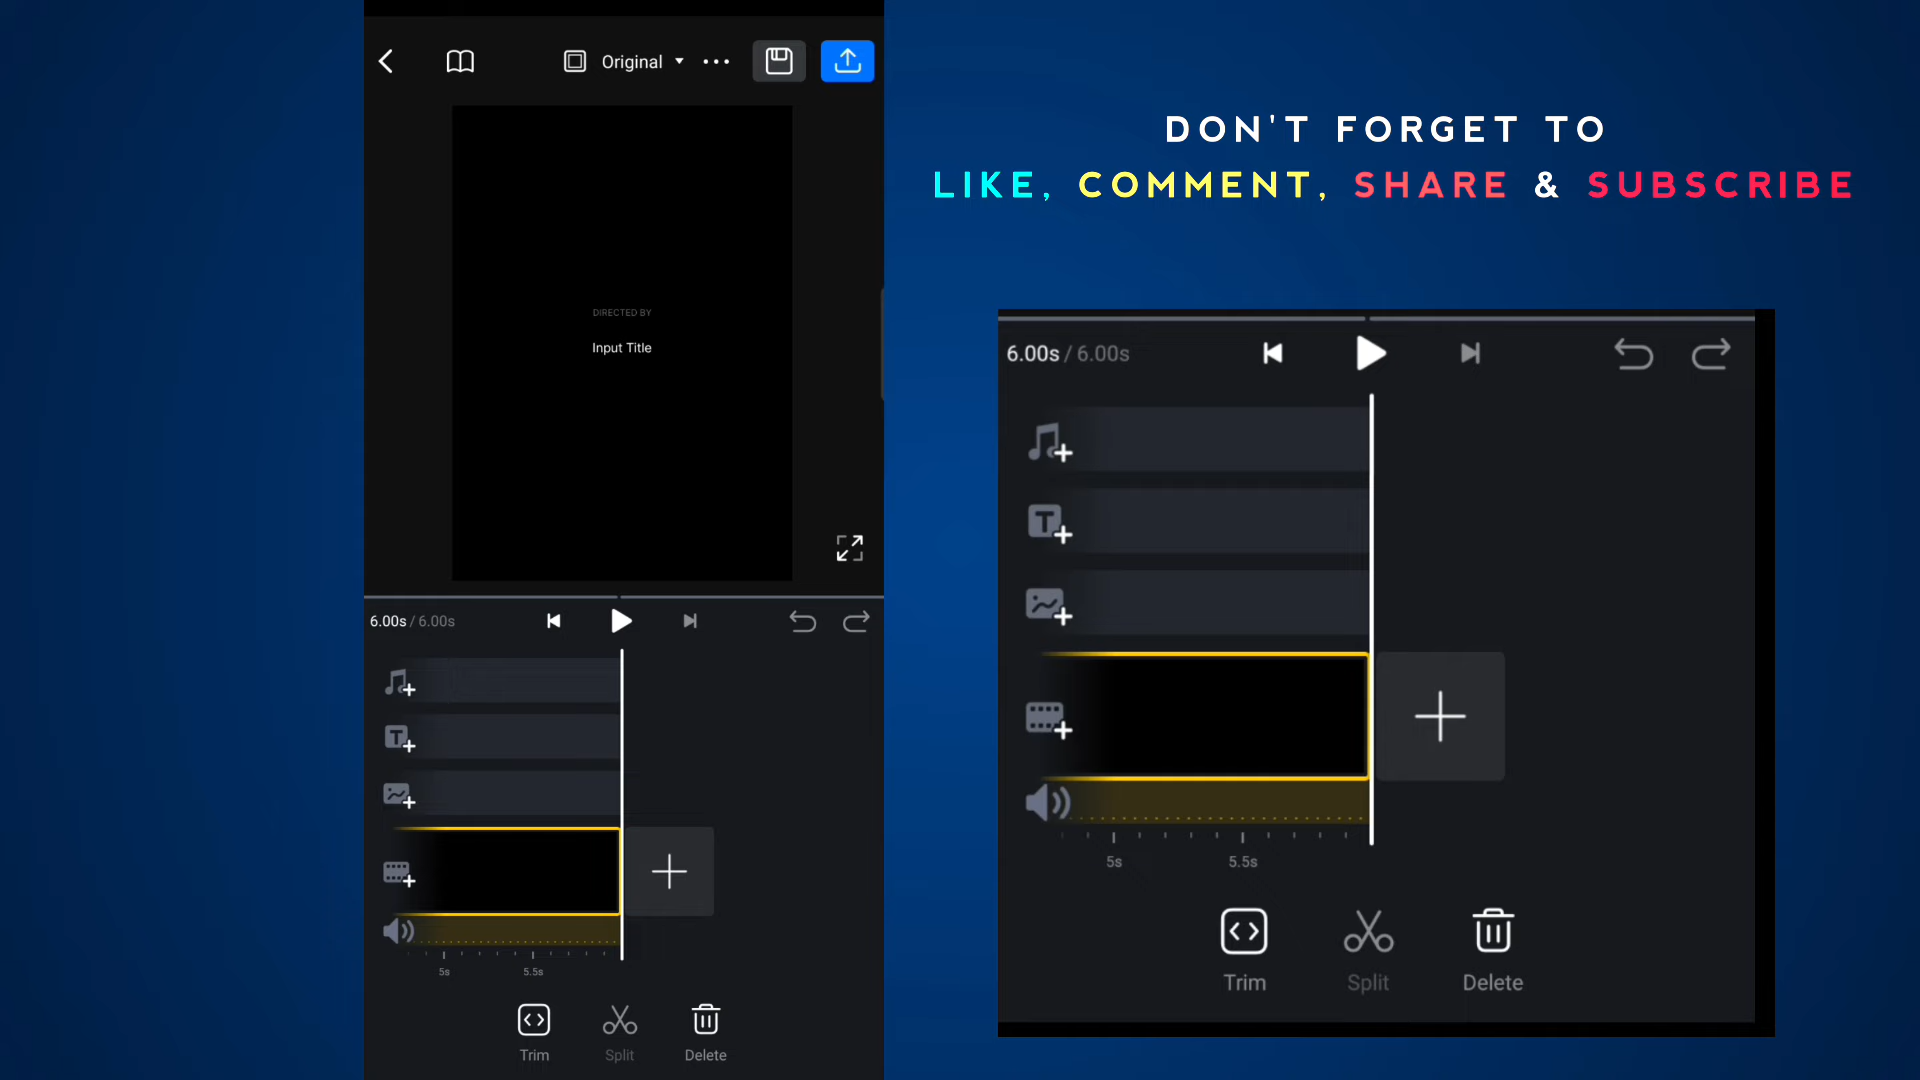 Original
DIRECTED BY
Input Title
6.00s / 6.00s
T
5s 5.5s
Trim Split Delete
DON'T FORGET TO
LIKE, COMMENT, SHARE & SUBSCRIBE
6.00s / 6.00s
T
5s 5.5s
Trim Split Delete